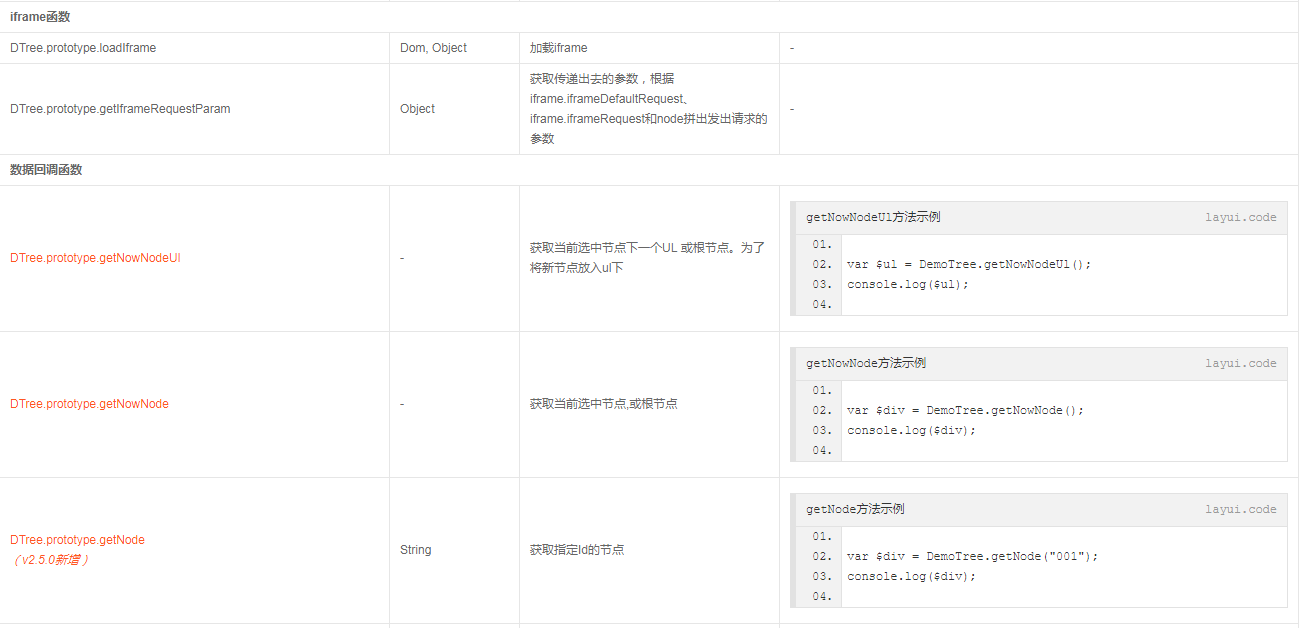 iframe函数
DTree.prototype.loadIframe
Dom, Object
加载iframe
-
DTree.prototype.getIframeRequestParam
Object
获取传递出去的参数，根据
iframe.iframeDefaultRequest、
iframe.iframeRequest和node拼出发出请求的
参数
-
数据回调函数
DTree.prototype.getNowNodeUl
-
获取当前选中节点下一个UL 或根节点。为了
将新节点放入ul下
getNowNodeUl方法示例 layui.code
01.
02. var $ul = DemoTree.getNowNodeUl();
03. console.log($ul);
04.
DTree.prototype.getNowNode
-
获取当前选中节点,或根节点
getNowNode方法示例 layui.code
01.
02. var $div = DemoTree.getNowNode();
03. console.log($div);
04.
DTree.prototype.getNode
（v2.5.0新增）
String
获取指定Id的节点
getNode方法示例 layui.code
01.
02. var $div = DemoTree.getNode("001");
03. console.log($div);
04.